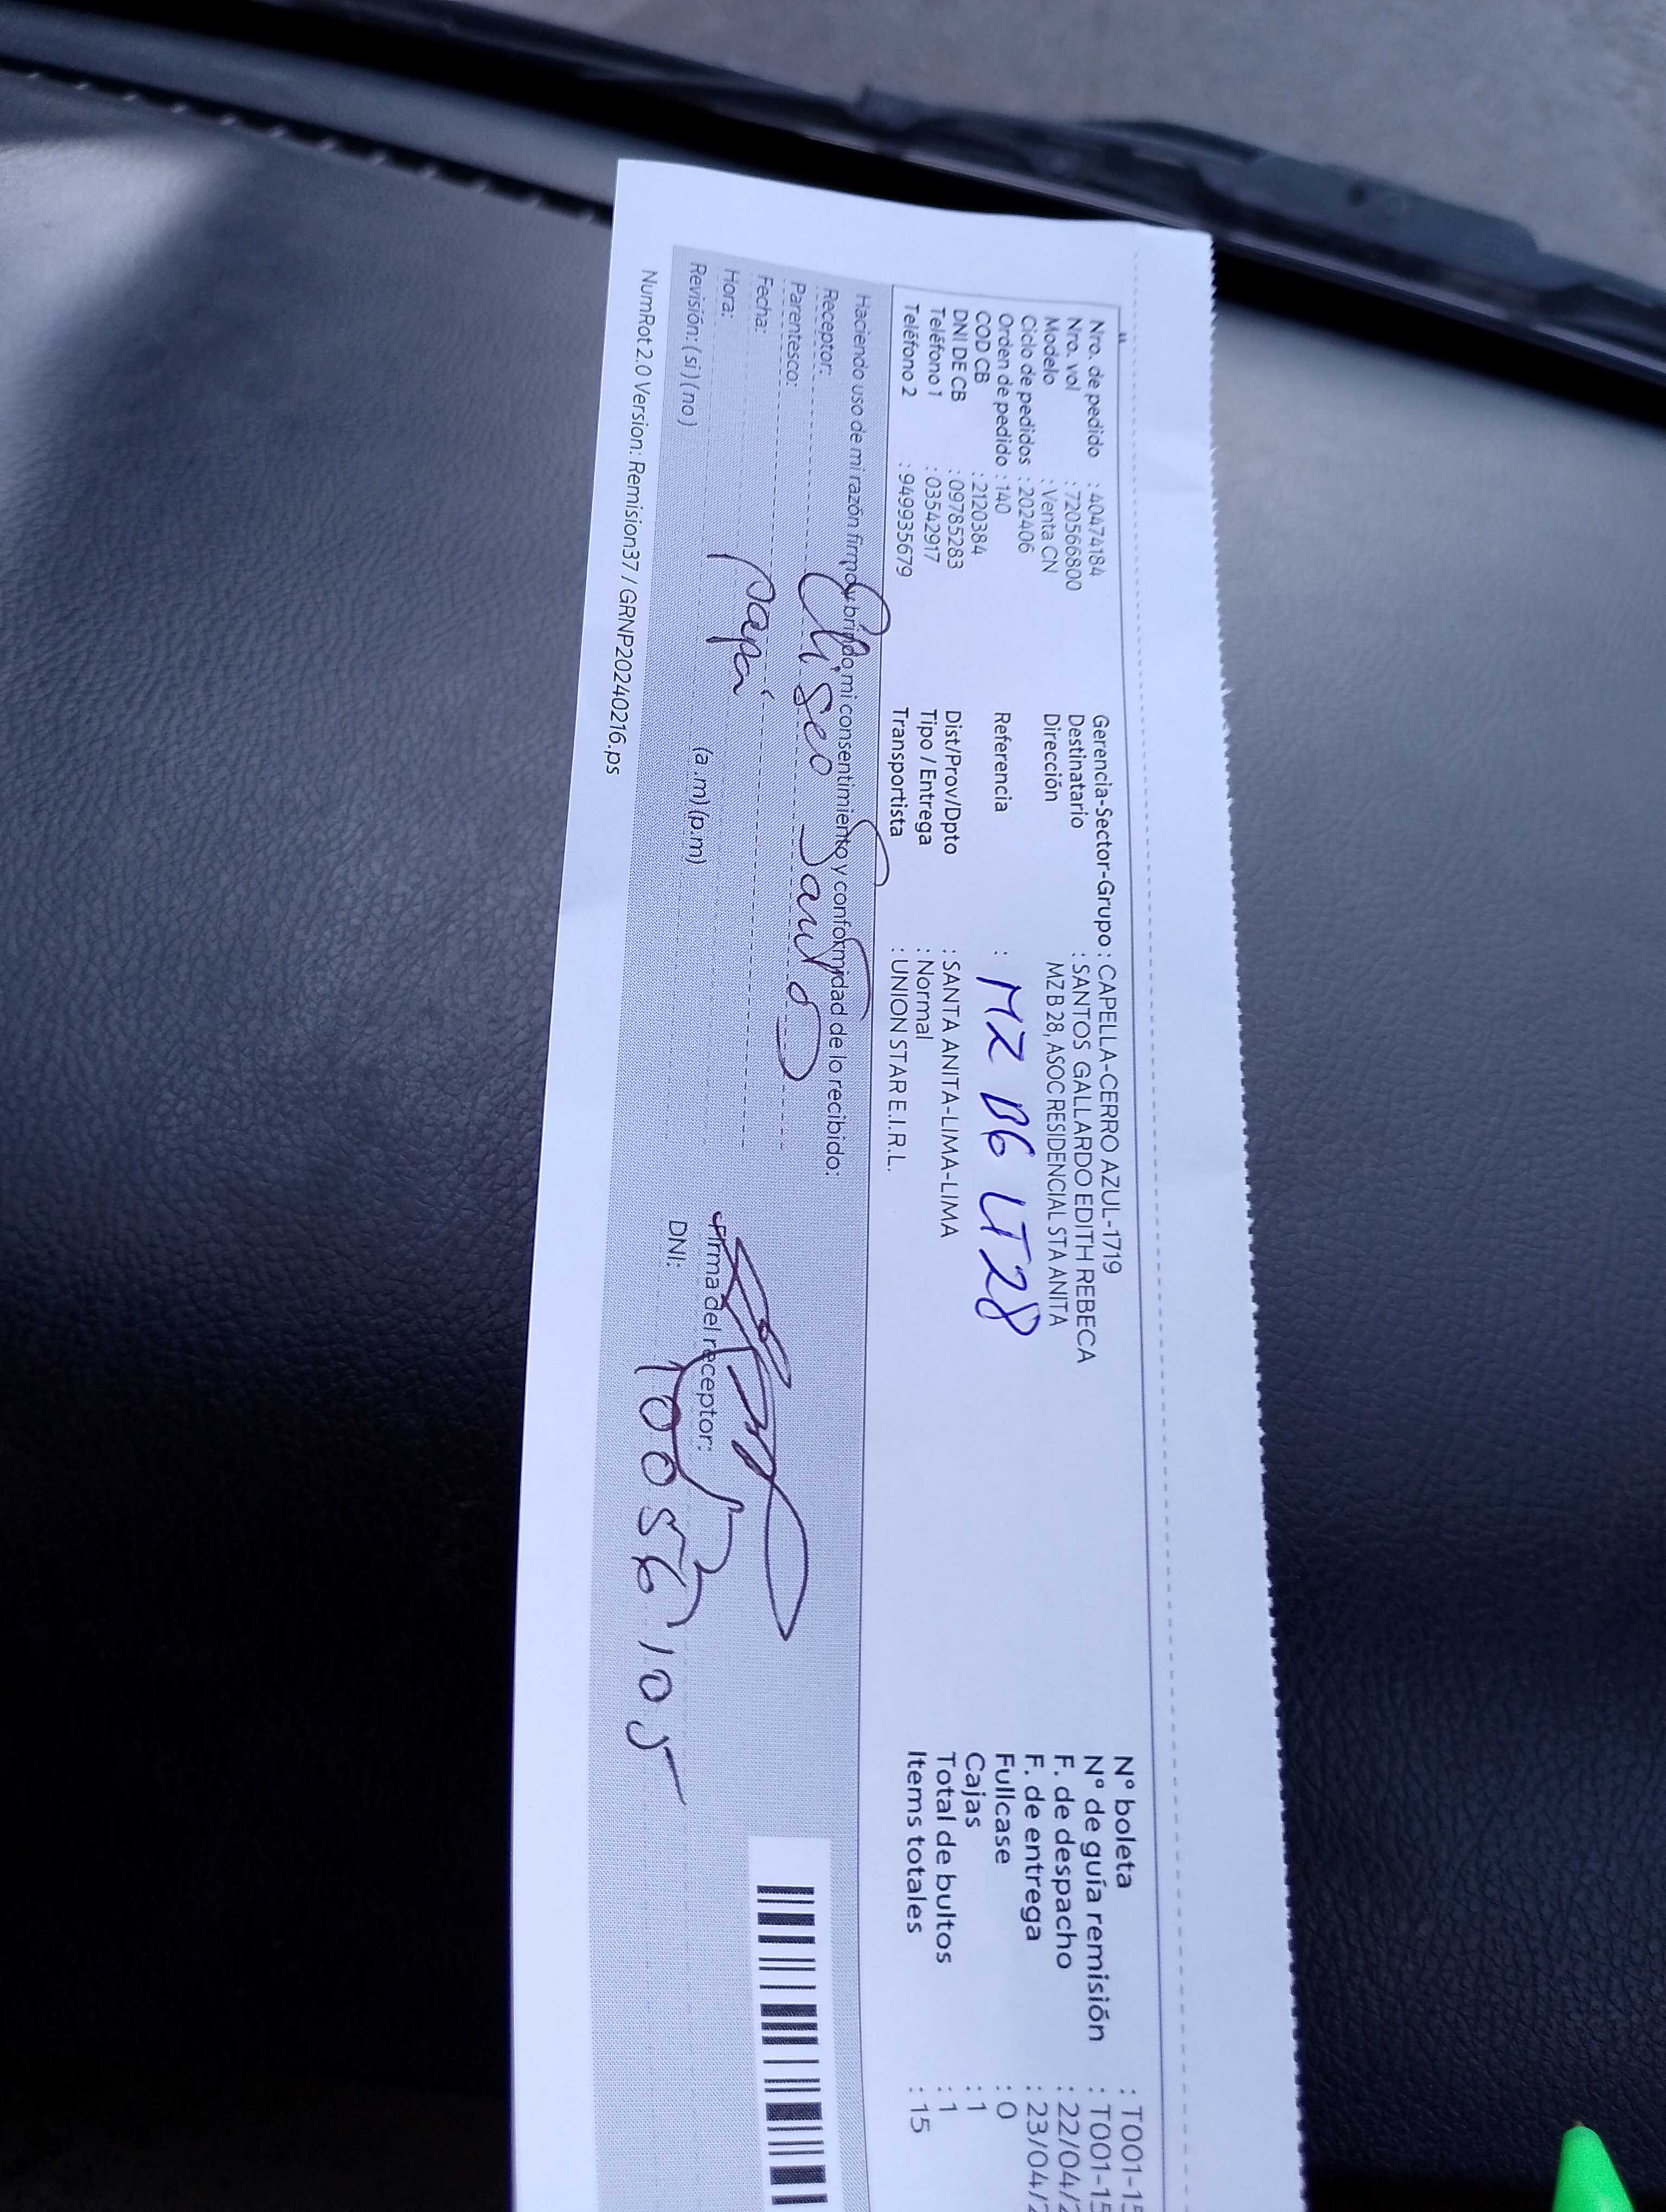 Nro. de pedido : 40474184
Nro. vol : 720566800
Modelo : Venta CN
Ciclo de pedidos : 202406
Orden de pedido : 140
COD CB : 2120384
DNI DE CB : 09785283
Teléfono 1 : 03542917
Teléfono 2 : 949935679
Gerencia-Sector-Grupo : CAPELLA-CERRO AZUL-1719
Destinatario : SANTOS GALLARDO EDITH REBECA
Dirección MZ B 28, ASOC RESIDENCIAL STA ANITA
Referencia : MZ B6 LT 28
Dist/Prov/Dpto : SANTA ANITA-LIMA-LIMA
Tipo / Entrega : Normal
Transportista : UNION STAR E.I.R.L.
N° boleta : T001-15
N° de guía remisión : T001-15
F. de despacho : 22/04/2
F. de entrega : 23/04/2
Fullcase : 0
Cajas : 1
Total de bultos : 1
Items totales : 15
Haciendo uso de mi razón firmo y brindo mi consentimiento y conformidad de lo recibido:
Receptor: Eliseo Santos
Parentesco: papá
Fecha:
Hora: (a.m) (p.m)
Revisión: (si) (no)
Firma del receptor:
DNI: 10056105
NumRot 2.0 Version: Remision37 / GRNP20240216.ps